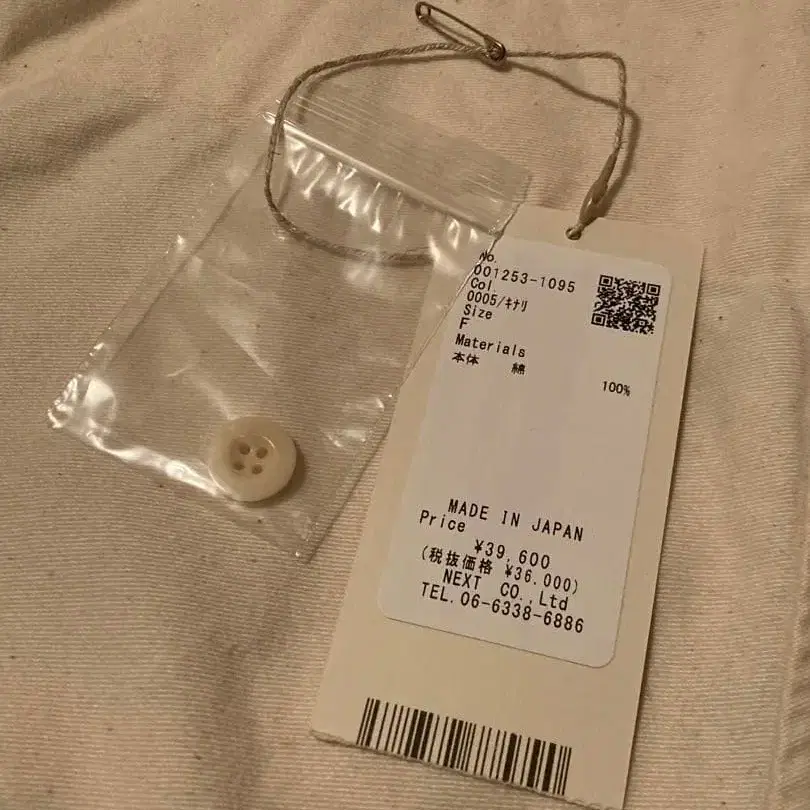 No.
001253-1095
Col.
0005/ｷﾅﾘ
Size
F
Materials
本体 綿 100%
MADE IN JAPAN
Price
¥39,600
(税抜価格 ¥36.000)
NEXT CO.,Ltd
TEL.06-6338-6886